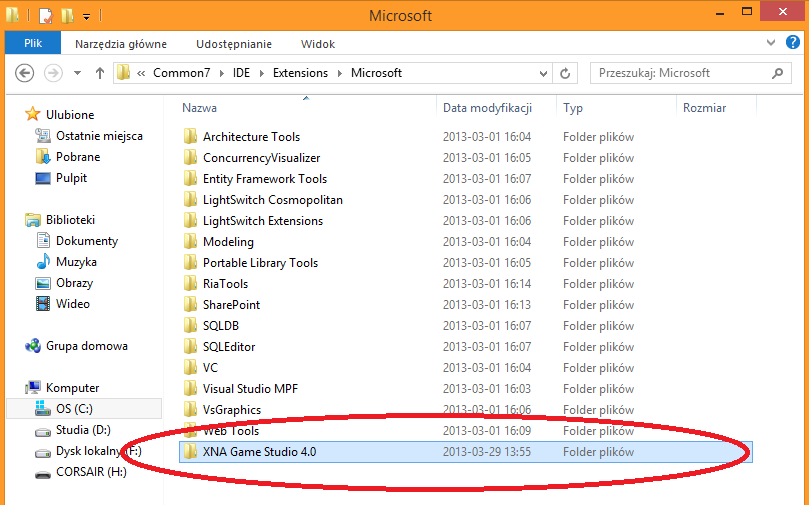 Microsoft
Plik Narzędzia główne Udostępnianie Widok
« Common7 IDE Extensions Microsoft Przeszukaj: Microsoft
Ulubione
Ostatnie miejsca
Pobrane
Pulpit
Biblioteki
Dokumenty
Muzyka
Obrazy
Wideo
Grupa domowa
Komputer
OS (C:)
Studia (D:)
Dysk lokalny (F:)
CORSAIR (H:)
Nazwa Data modyfikacji Typ Rozmiar
Architecture Tools 2013-03-01 16:04 Folder plików
ConcurrencyVisualizer 2013-03-01 16:05 Folder plików
Entity Framework Tools 2013-03-01 16:07 Folder plików
LightSwitch Cosmopolitan 2013-03-01 16:06 Folder plików
LightSwitch Extensions 2013-03-01 16:06 Folder plików
Modeling 2013-03-01 16:04 Folder plików
Portable Library Tools 2013-03-01 16:05 Folder plików
RiaTools 2013-03-01 16:14 Folder plików
SharePoint 2013-03-01 16:13 Folder plików
SQLDB 2013-03-01 16:07 Folder plików
SQLEditor 2013-03-01 16:07 Folder plików
VC 2013-03-01 16:04 Folder plików
Visual Studio MPF 2013-03-01 16:03 Folder plików
VsGraphics 2013-03-01 16:06 Folder plików
Web Tools 2013-03-01 16:09 Folder plików
XNA Game Studio 4.0 2013-03-29 13:55 Folder plików